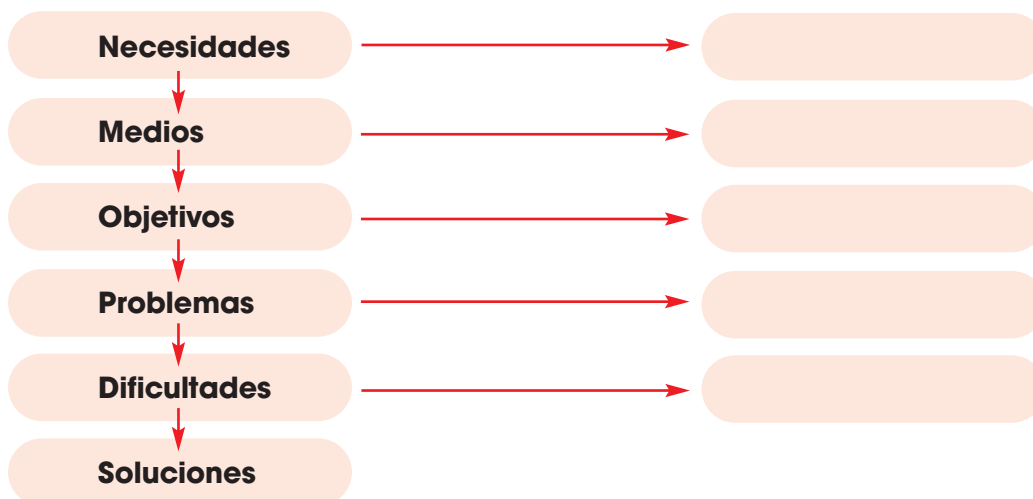 Necesidades
Medios
Objetivos
Problemas
Dificultades
Soluciones